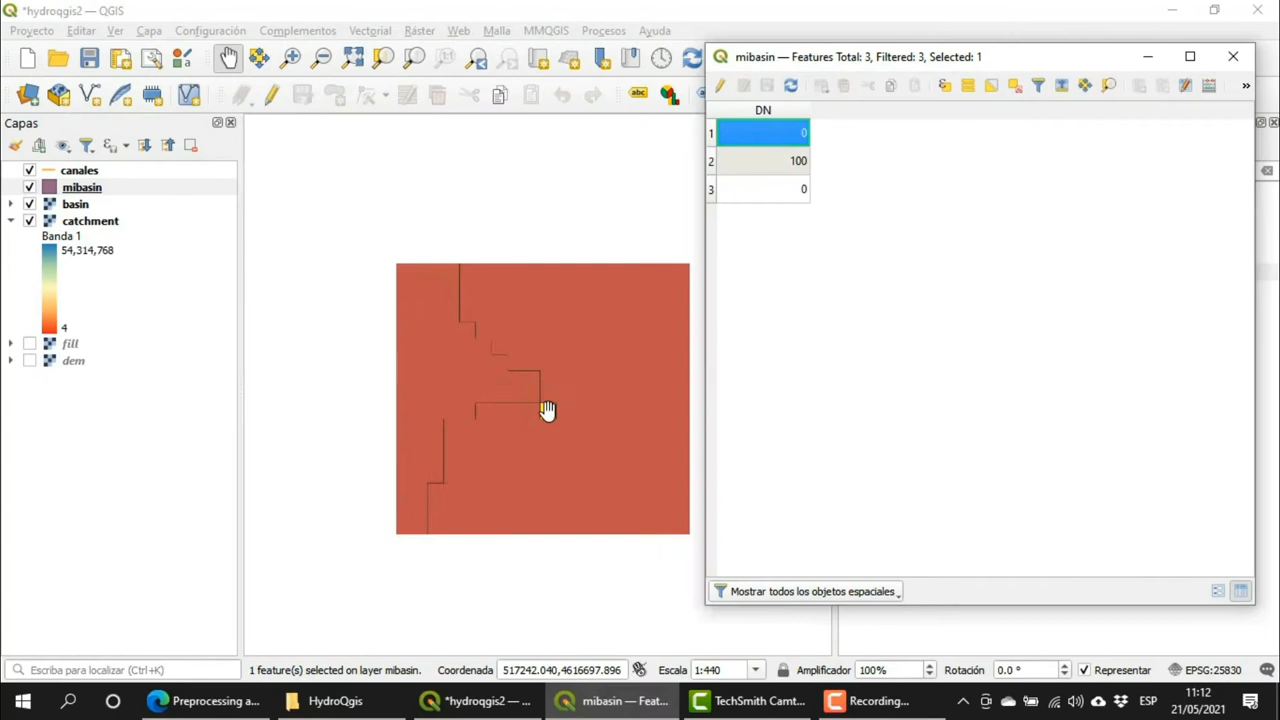 *hydroqgis2 — QGIS
Proyecto Editar Ver Capa Configuración Complementos Vectorial Ráster Web Malla MMQGIS Procesos Ayuda
mibasin — Features Total: 3, Filtered: 3, Selected: 1
abc
»
Capas
DN
1 0
2 100
3 0
canales
mibasin
basin
catchment
Banda 1
54,314,768
4
fill
dem
Mostrar todos los objetos espaciales
Escriba para localizar (Ctrl+K)
1 feature(s) selected on layer mibasin.
Coordenada 517242.040,4616697.896
Escala 1:440
Amplificador 100%
Rotación 0.0 °
Representar
EPSG:25830
Preprocessing a...
HydroQgis
*hydroqgis2 — ...
mibasin — Feat...
TechSmith Camt...
Recording...
ESP
11:12
21/05/2021